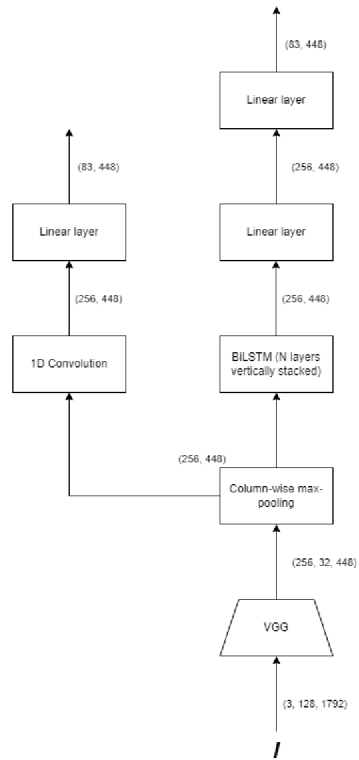 (83, 448)
Linear layer
(83, 448)
(256, 448)
Linear layer
Linear layer
(256, 448)
(256, 448)
1D Convolution
BiLSTM (N layers
vertically stacked)
(256, 448)
Column-wise max-
pooling
(256, 32, 448)
VGG
(3, 128, 1792)
I